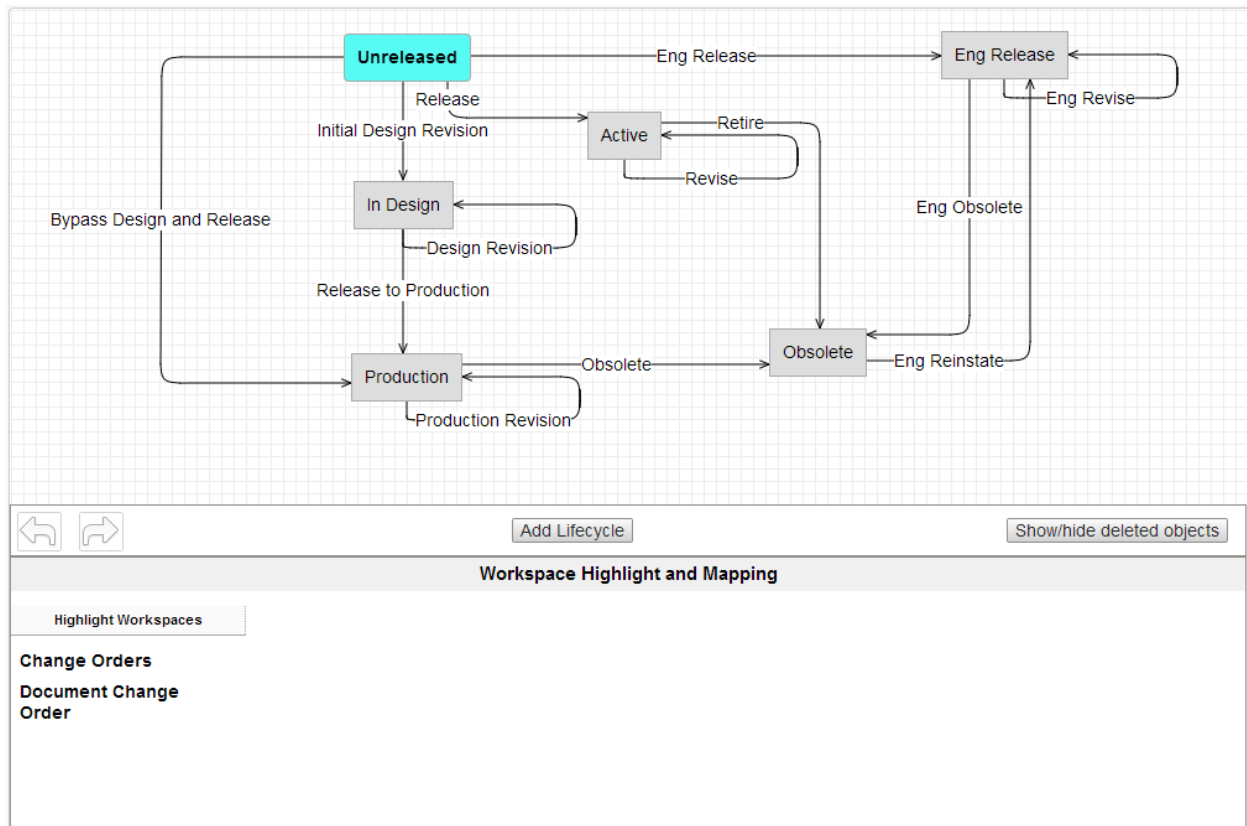 Unreleased
Eng Release
Eng Release
Release
Eng Revise
Initial Design Revision
Active
Retire
Revise
In Design
Eng Obsolete
Bypass Design and Release
Design Revision
Release to Production
Obsolete
Obsolete
Eng Reinstate
Production
Production Revision
Add Lifecycle
Show/hide deleted objects
Workspace Highlight and Mapping
Highlight Workspaces
Change Orders
Document Change
Order